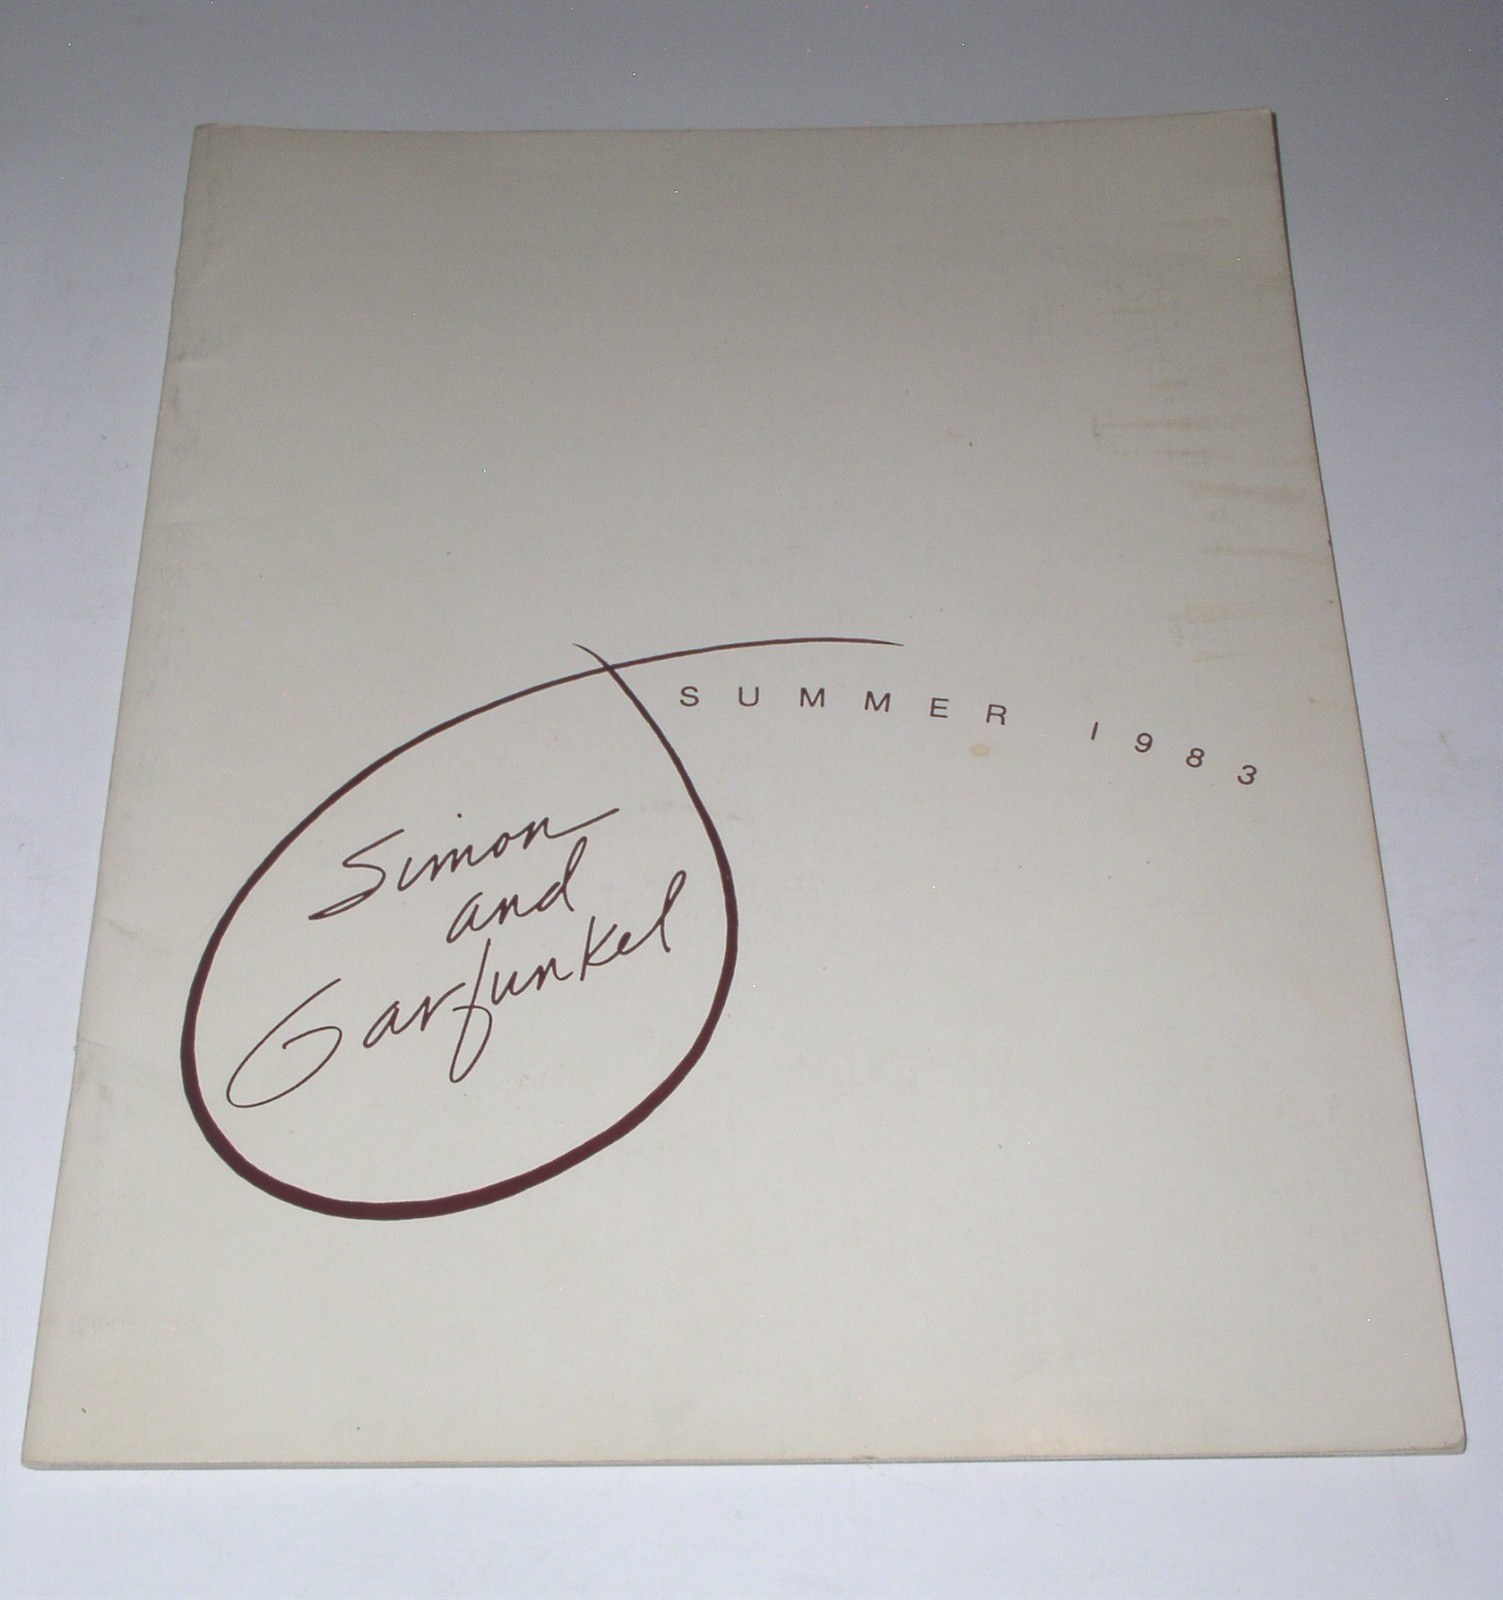 SUMMER 1983
Simon
and
Garfunkel